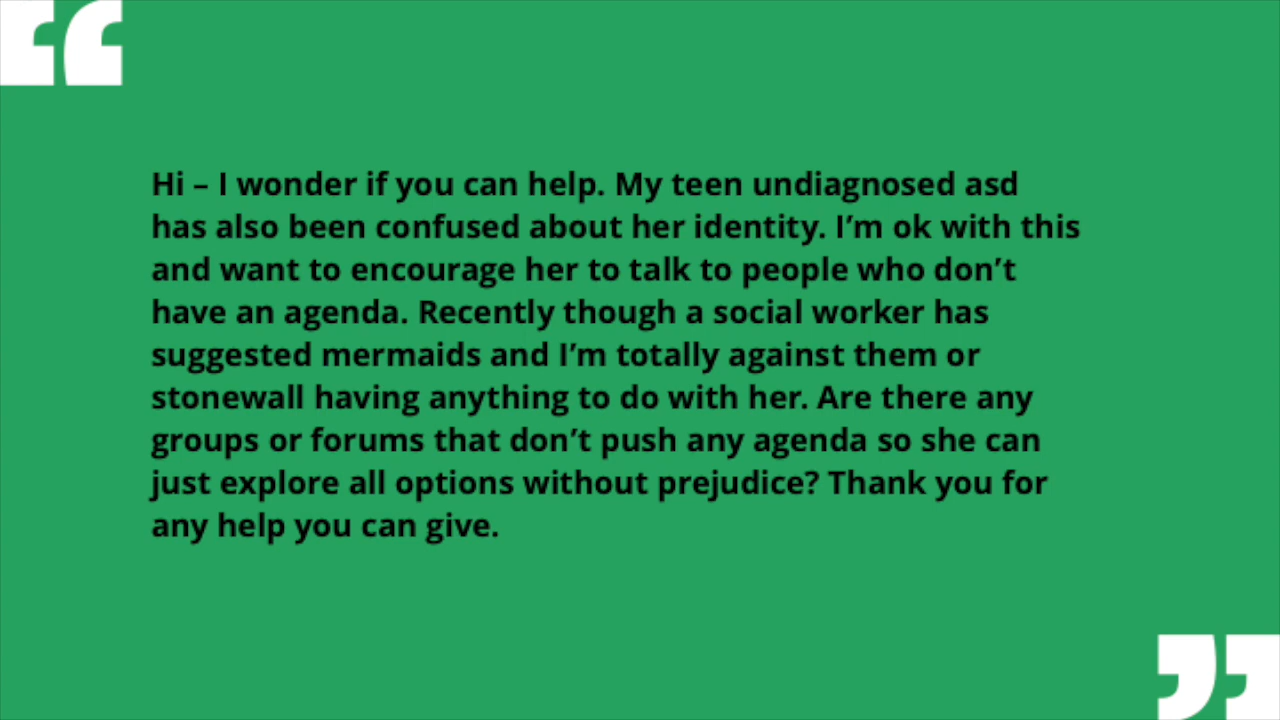 Hi – I wonder if you can help. My teen undiagnosed asd
has also been confused about her identity. I’m ok with this
and want to encourage her to talk to people who don’t
have an agenda. Recently though a social worker has
suggested mermaids and I’m totally against them or
stonewall having anything to do with her. Are there any
groups or forums that don’t push any agenda so she can
just explore all options without prejudice? Thank you for
any help you can give.